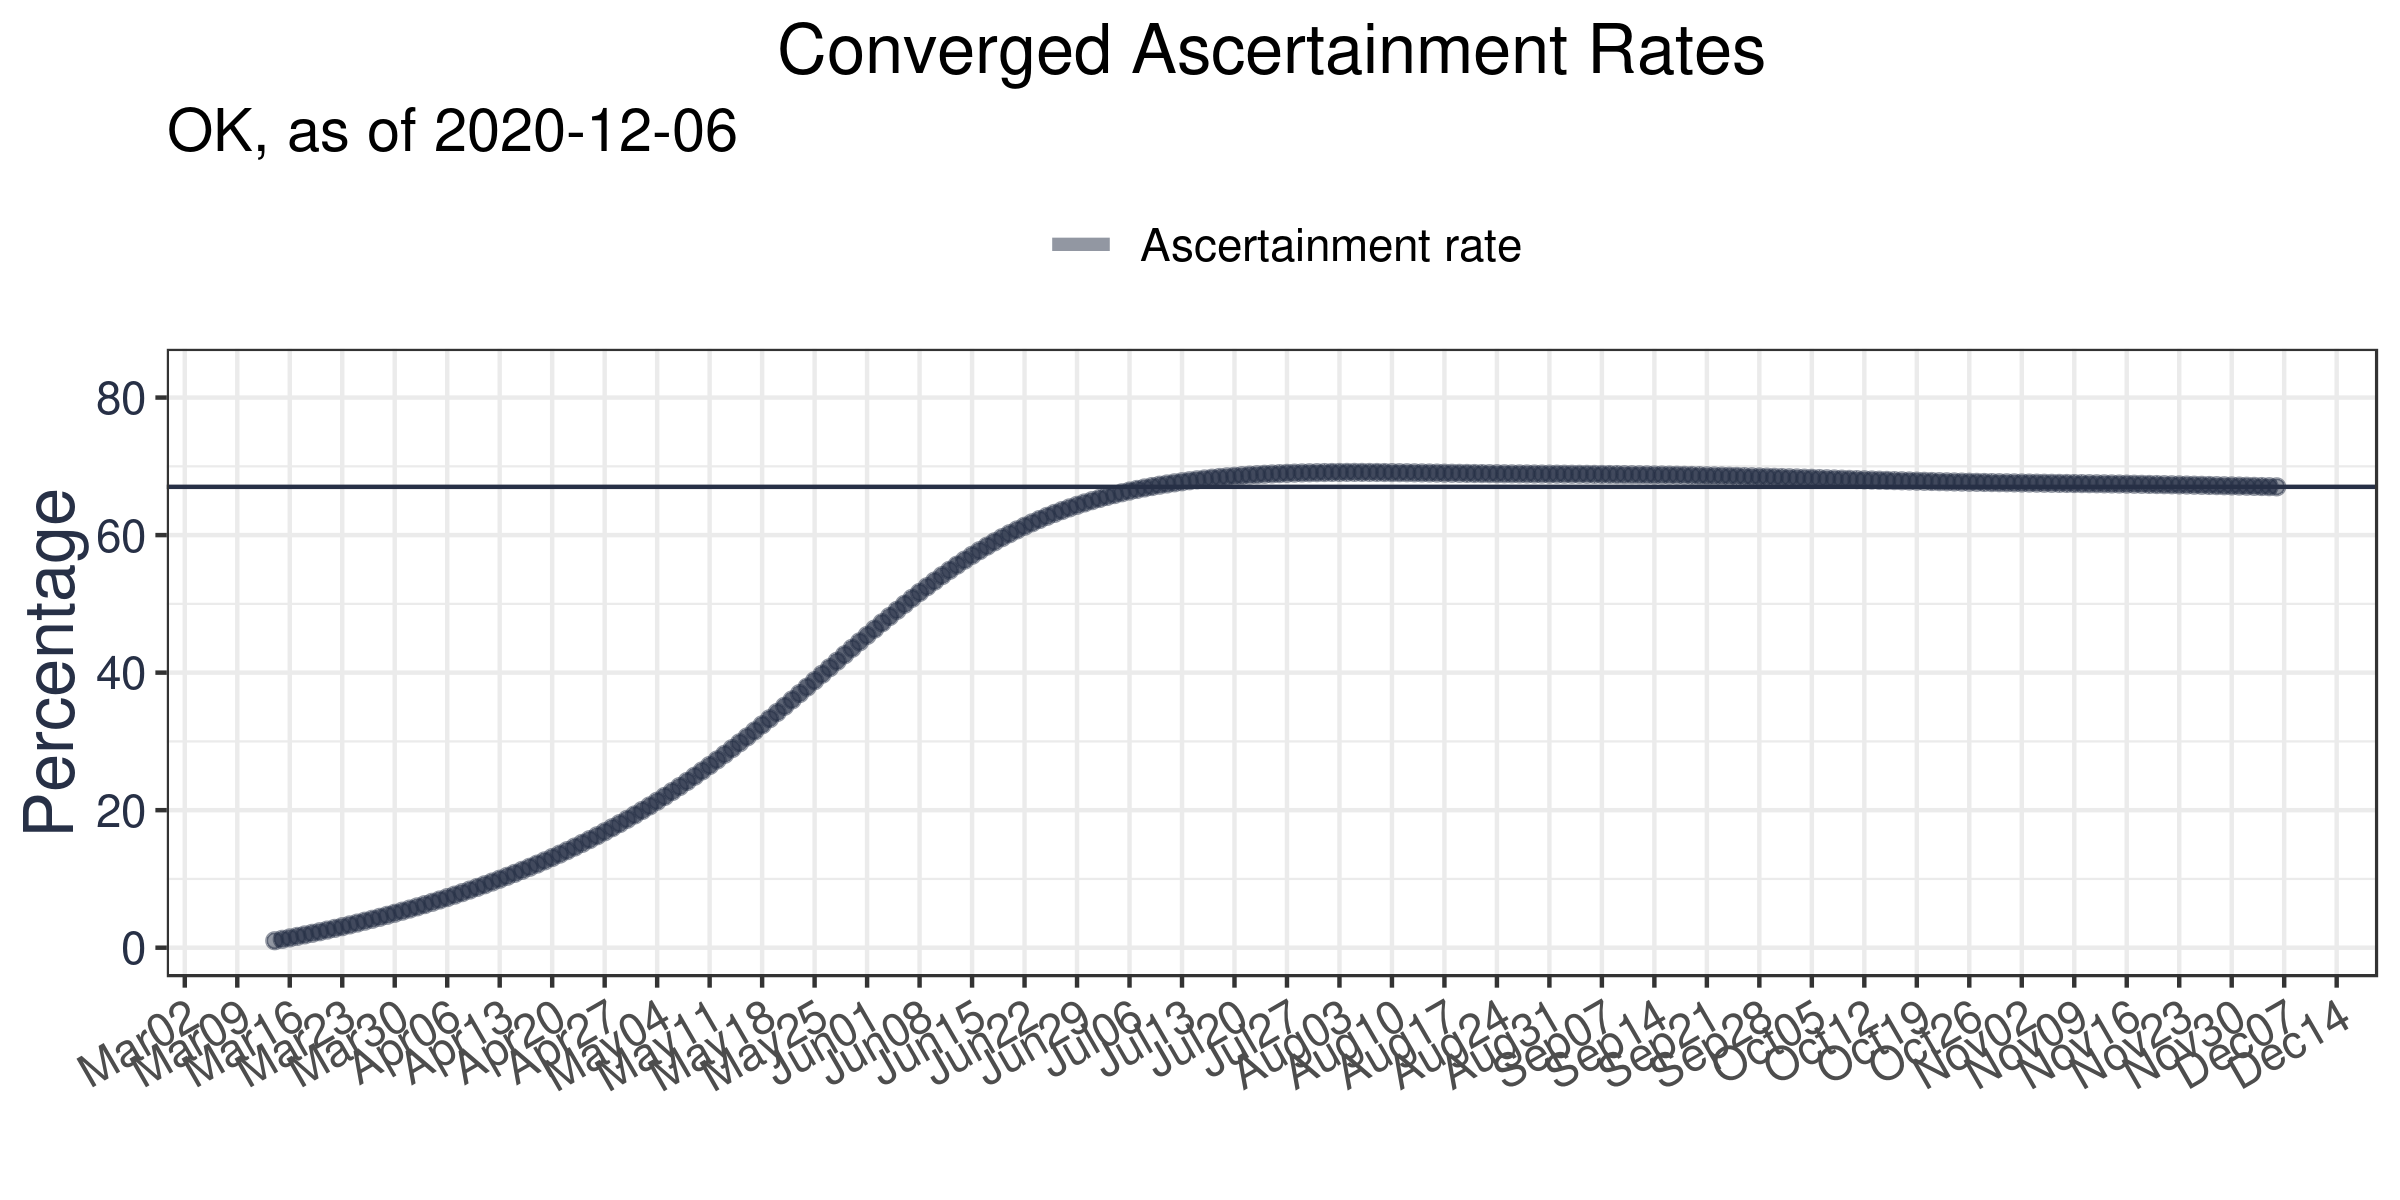 Converged Ascertainment Rates
OK, as of 2020-12-06
Ascertainment rate
Percentage
80
60
40
20
0
Mar02 Mar09 Mar16 Mar23 Mar30 Apr06 Apr13 Apr20 Apr27 May04 May11 May18 May25 Jun01 Jun08 Jun15 Jun22 Jun29 Jul06 Jul13 Jul20 Jul27 Aug03 Aug10 Aug17 Aug24 Aug31 Sep07 Sep14 Sep21 Sep28 Oct05 Oct12 Oct19 Oct26 Nov02 Nov09 Nov16 Nov23 Nov30 Dec07 Dec14